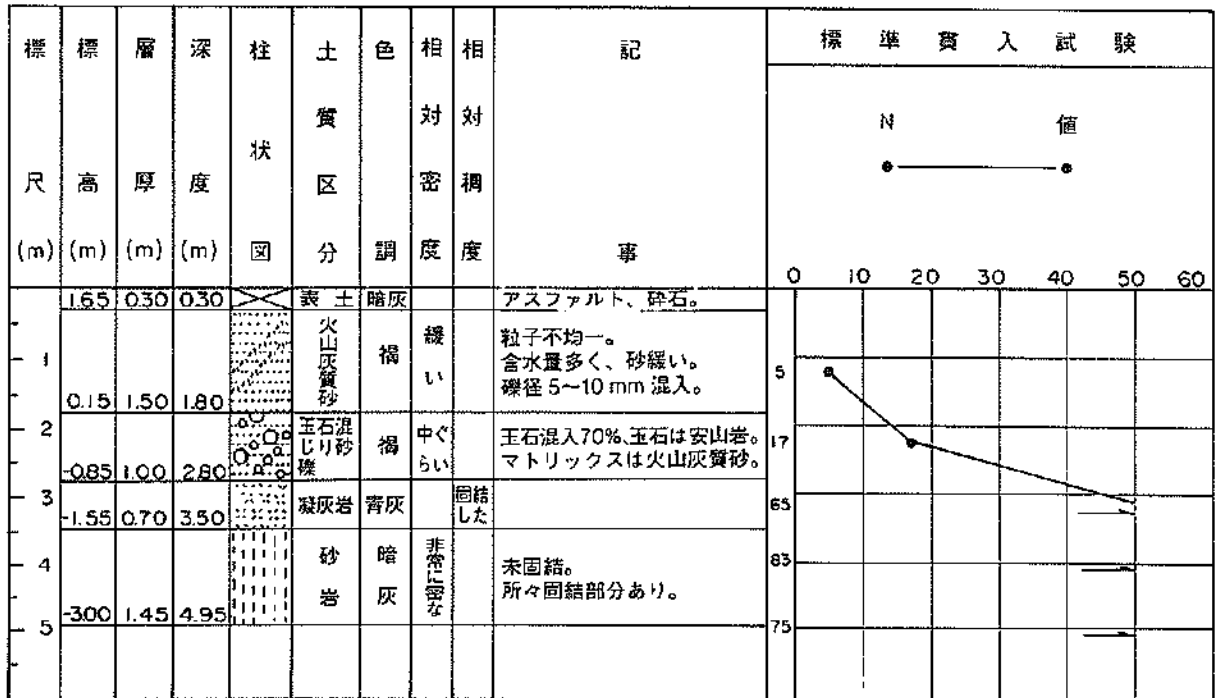 標尺(m)
標高(m)
層厚(m)
深度(m)
柱状図
土質区分
色調
相対密度
相対稠度
記事
標準貫入試験
N 値
0 10 20 30 40 50 60
1.65 0.30 0.30 表土 暗灰 アスファルト、砕石。
1
0.15 1.50 1.80 火山灰質砂 褐 緩い
粒子不均一。
含水量多く、砂緩い。
礫径 5~10 mm 混入。
5
2
-0.85 1.00 2.80 玉石混じり砂礫 褐 中ぐらい
玉石混入70%、玉石は安山岩。
マトリックスは火山灰質砂。
17
3
-1.55 0.70 3.50 凝灰岩 青灰 固結した
65
4
-3.00 1.45 4.95 砂岩 暗灰 非常に密な
未固結。
所々固結部分あり。
83
5
75